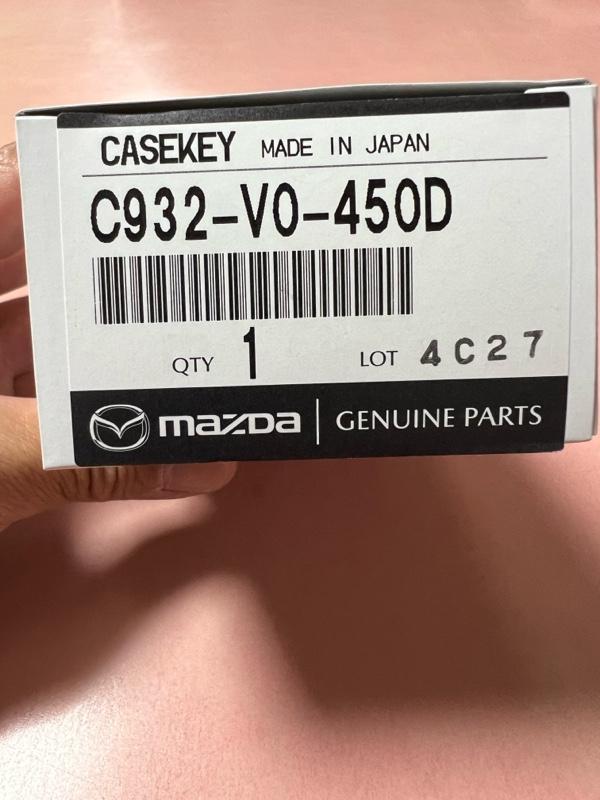 CASEKEY MADE IN JAPAN
C932-V0-450D
QTY 1 LOT 4C27
mazda GENUINE PARTS